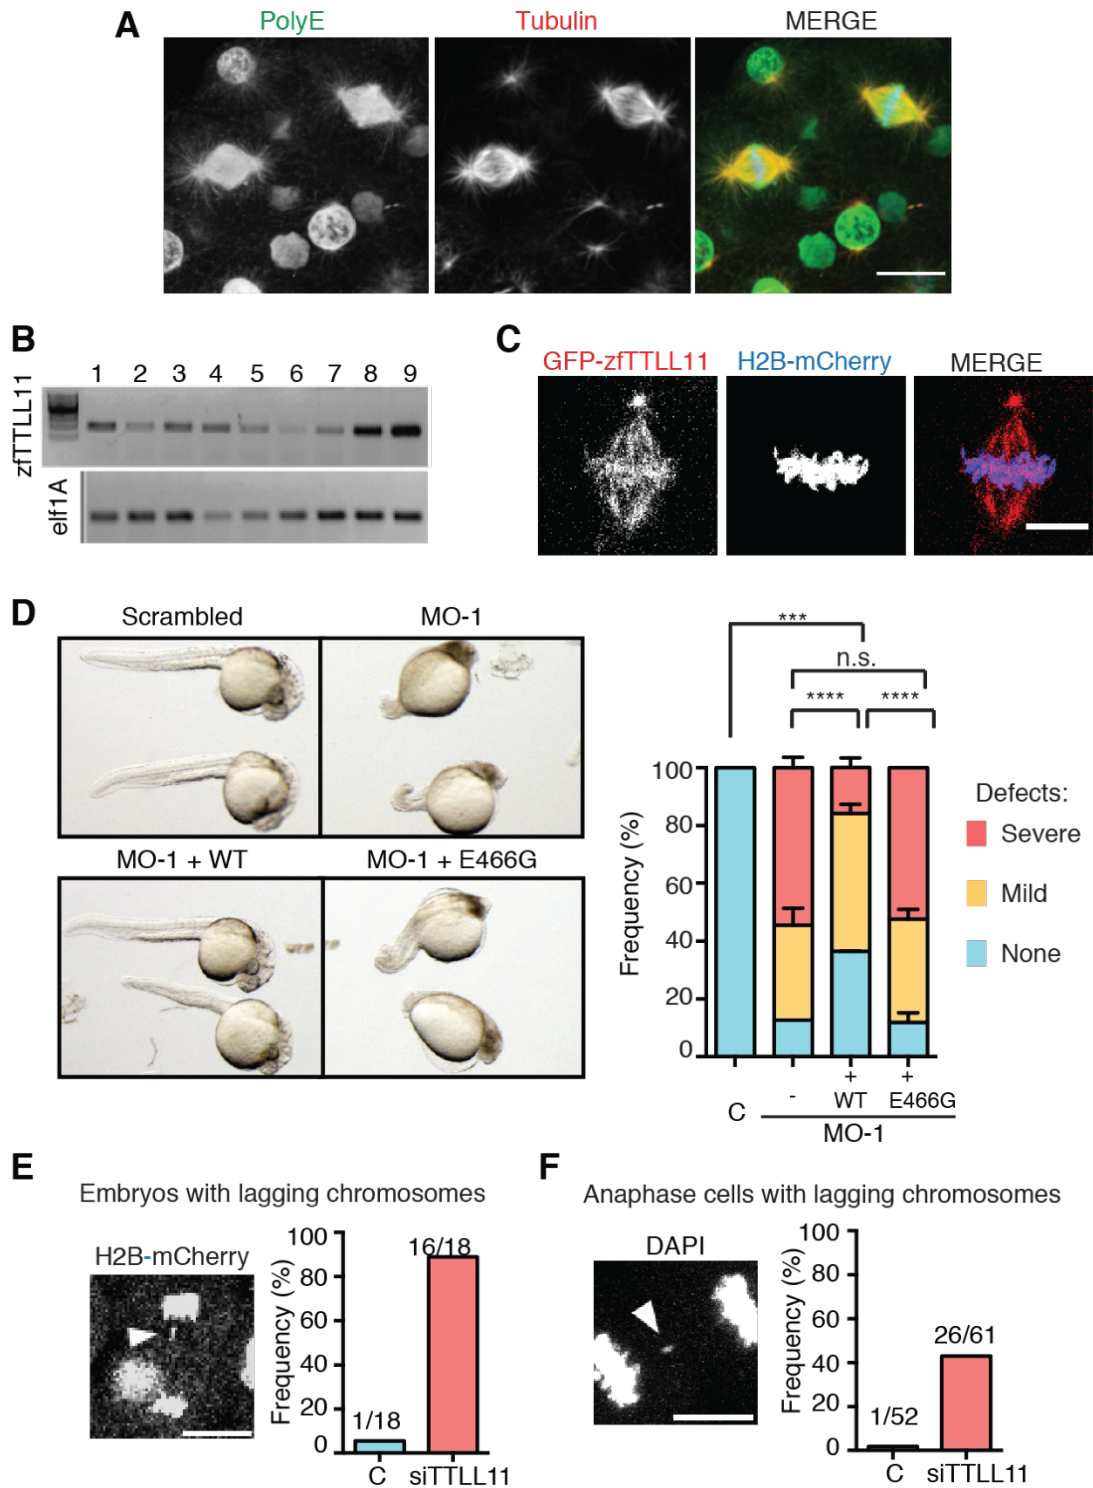 A
PolyE
Tubulin
MERGE
B
1 2 3 4 5 6 7 8 9
zfTTLL11
elf1A
C
GFP-zfTTLL11
H2B-mCherry
MERGE
D
Scrambled
MO-1
MO-1 + WT
MO-1 + E466G
***
n.s.
**** ****
100
80
60
40
20
0
Frequency (%)
C
-
+
WT
+
E466G
MO-1
Defects:
Severe
Mild
None
E
Embryos with lagging chromosomes
H2B-mCherry
100
80
60
40
20
0
Frequency (%)
1/18
16/18
C siTTLL11
F
Anaphase cells with lagging chromosomes
DAPI
100
80
60
40
20
0
Frequency (%)
1/52
26/61
C siTTLL11